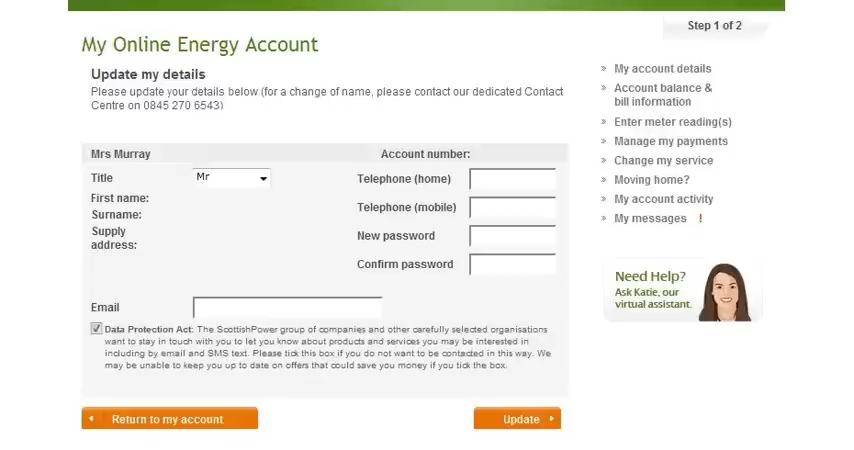 Step 1 of 2
My Online Energy Account
Update my details
Please update your details below (for a change of name, please contact our dedicated Contact
Centre on 0845 270 6543)
Mrs Murray Account number:
Title Mr Telephone (home)
First name:
Surname: Telephone (mobile)
Supply
address:
New password
Confirm password
Email
Data Protection Act: The ScottishPower group of companies and other carefully selected organisations
want to stay in touch with you to let you know about products and services you may be interested in
including by email and SMS text. Please tick this box if you do not want to be contacted in this way. We
may be unable to keep you up to date on offers that could save you money if you tick the box.
Return to my account Update
» My account details
» Account balance &
bill information
» Enter meter reading(s)
» Manage my payments
» Change my service
» Moving home?
» My account activity
» My messages !
Need Help?
Ask Katie, our
virtual assistant.